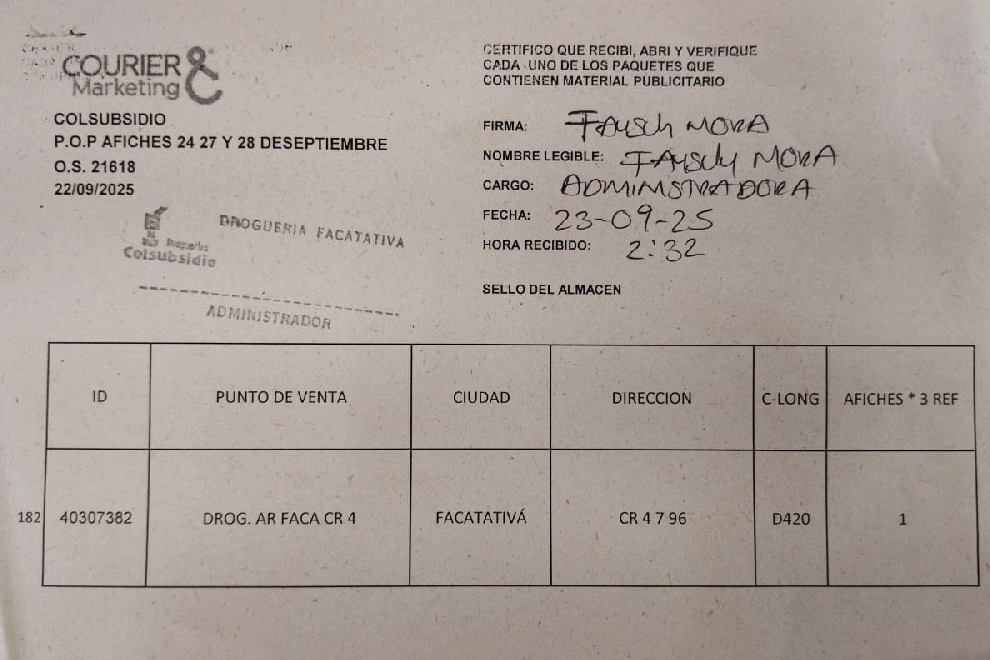 COURIER &
Marketing
COLSUBSIDIO
P.O.P AFICHES 24 27 Y 28 DESEPTIEMBRE
O.S. 21618
22/09/2025
DROGUERIA FACATATIVA
Droguerías
Colsubsidio
ADMINISTRADOR
CERTIFICO QUE RECIBI, ABRI Y VERIFIQUE
CADA UNO DE LOS PAQUETES QUE
CONTIENEN MATERIAL PUBLICITARIO
FIRMA: MORA
NOMBRE LEGIBLE: MORA
CARGO: ADMINISTRADORA
FECHA: 23-09-25
HORA RECIBIDO: 2:32
SELLO DEL ALMACEN
ID PUNTO DE VENTA CIUDAD DIRECCION C-LONG AFICHES * 3 REF
182 40307382 DROG. AR FACA CR 4 FACATATIVÁ CR 4 7 96 D420 1